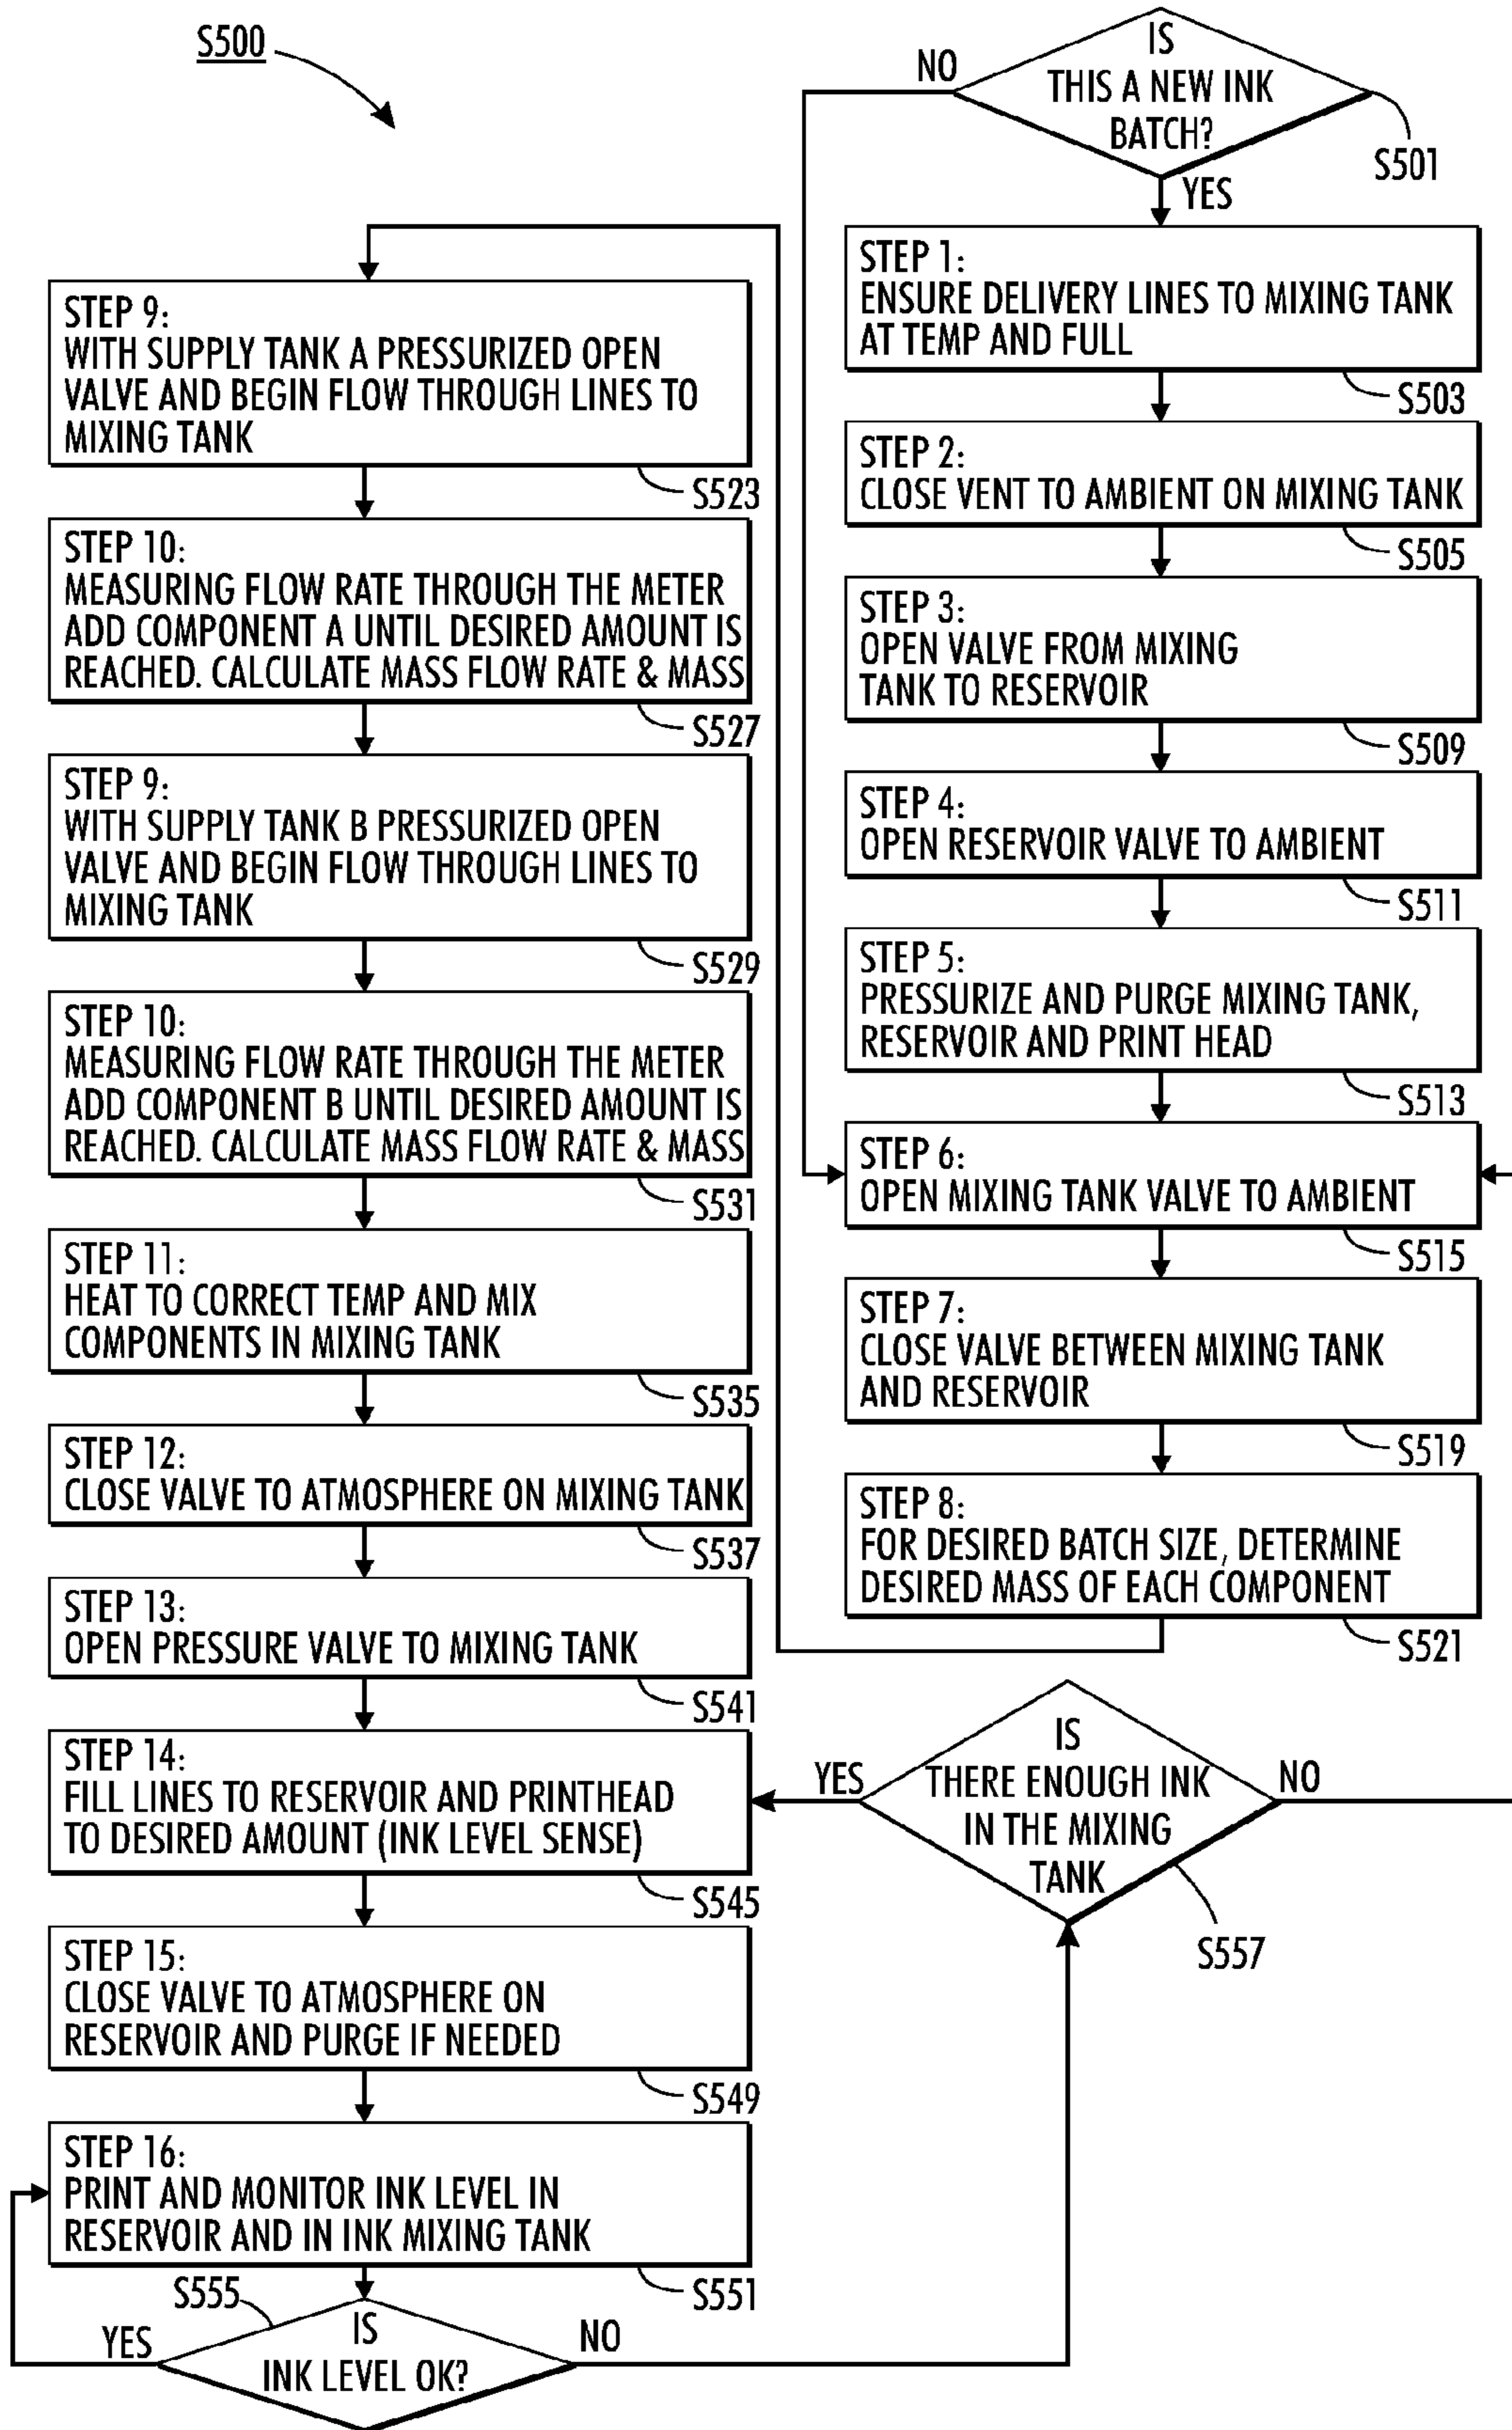 S500
IS
THIS A NEW INK
BATCH?
NO
S501
YES
STEP 1:
ENSURE DELIVERY LINES TO MIXING TANK
AT TEMP AND FULL
S503
STEP 2:
CLOSE VENT TO AMBIENT ON MIXING TANK
S505
STEP 3:
OPEN VALVE FROM MIXING
TANK TO RESERVOIR
S509
STEP 4:
OPEN RESERVOIR VALVE TO AMBIENT
S511
STEP 5:
PRESSURIZE AND PURGE MIXING TANK,
RESERVOIR AND PRINT HEAD
S513
STEP 6:
OPEN MIXING TANK VALVE TO AMBIENT
S515
STEP 7:
CLOSE VALVE BETWEEN MIXING TANK
AND RESERVOIR
S519
STEP 8:
FOR DESIRED BATCH SIZE, DETERMINE
DESIRED MASS OF EACH COMPONENT
S521
STEP 9:
WITH SUPPLY TANK A PRESSURIZED OPEN
VALVE AND BEGIN FLOW THROUGH LINES TO
MIXING TANK
S523
STEP 10:
MEASURING FLOW RATE THROUGH THE METER
ADD COMPONENT A UNTIL DESIRED AMOUNT IS
REACHED. CALCULATE MASS FLOW RATE & MASS
S527
STEP 9:
WITH SUPPLY TANK B PRESSURIZED OPEN
VALVE AND BEGIN FLOW THROUGH LINES TO
MIXING TANK
S529
STEP 10:
MEASURING FLOW RATE THROUGH THE METER
ADD COMPONENT B UNTIL DESIRED AMOUNT IS
REACHED. CALCULATE MASS FLOW RATE & MASS
S531
STEP 11:
HEAT TO CORRECT TEMP AND MIX
COMPONENTS IN MIXING TANK
S535
STEP 12:
CLOSE VALVE TO ATMOSPHERE ON MIXING TANK
S537
STEP 13:
OPEN PRESSURE VALVE TO MIXING TANK
S541
STEP 14:
FILL LINES TO RESERVOIR AND PRINTHEAD
TO DESIRED AMOUNT (INK LEVEL SENSE)
S545
STEP 15:
CLOSE VALVE TO ATMOSPHERE ON
RESERVOIR AND PURGE IF NEEDED
S549
STEP 16:
PRINT AND MONITOR INK LEVEL IN
RESERVOIR AND IN INK MIXING TANK
S551
S555
IS
INK LEVEL OK?
YES
NO
IS
THERE ENOUGH INK
IN THE MIXING
TANK
YES
NO
S557